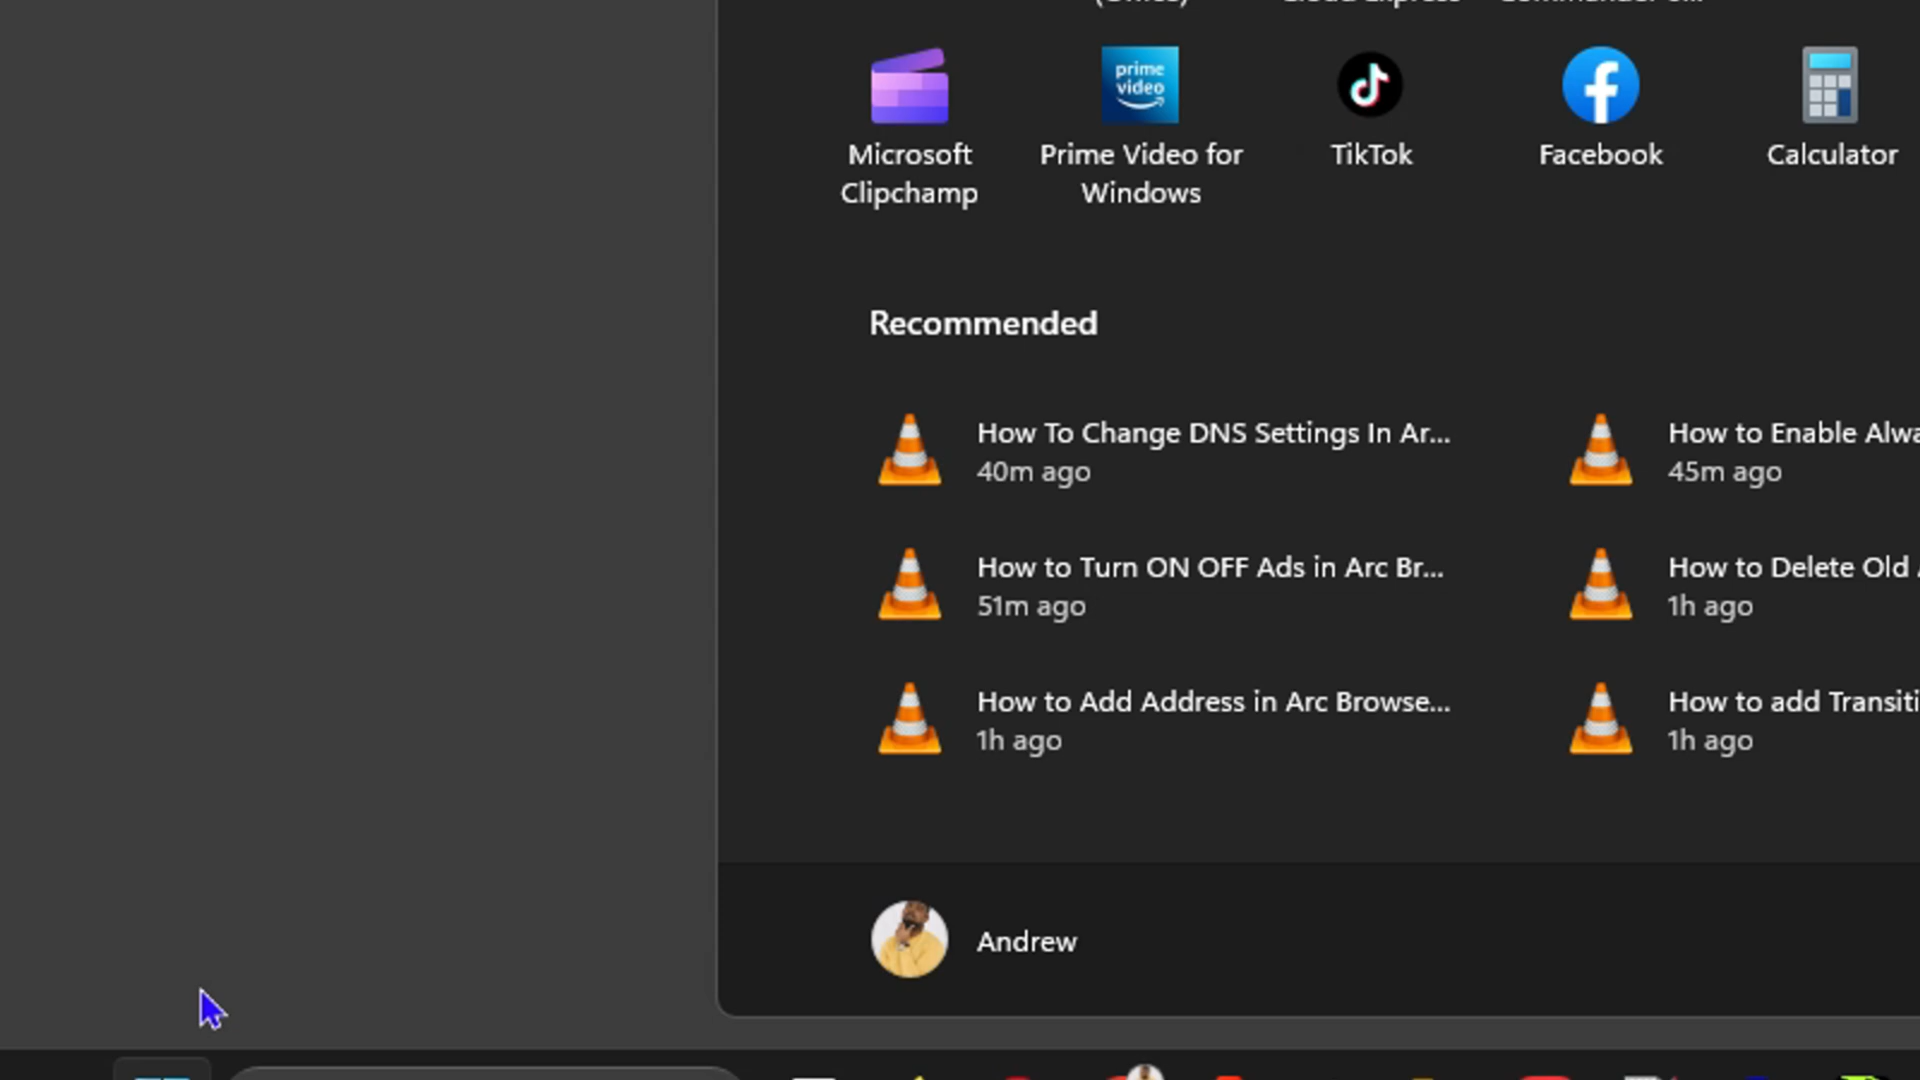 prime
video
Microsoft
Clipchamp
Prime Video for
Windows
TikTok
Facebook
Calculator
Recommended
How To Change DNS Settings In Ar...
40m ago
How to Enable Alwa
45m ago
How to Turn ON OFF Ads in Arc Br...
51m ago
How to Delete Old
1h ago
How to Add Address in Arc Browse...
1h ago
How to add Transiti
1h ago
Andrew